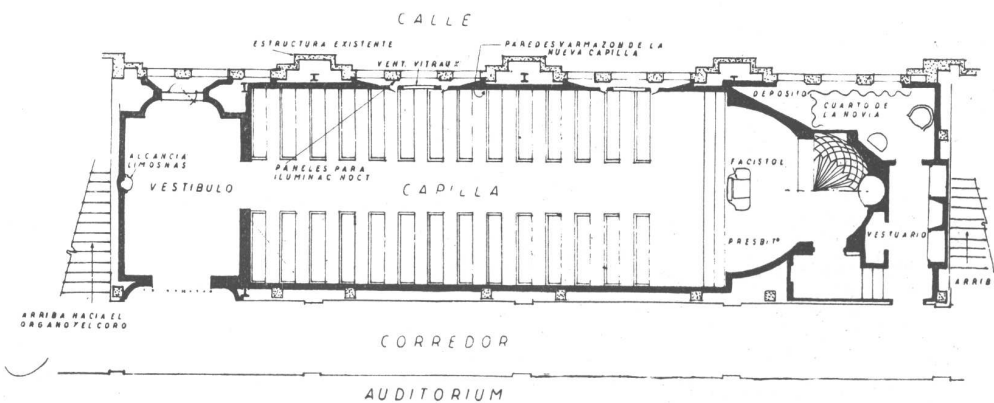 CALLE
ESTRUCTURA EXISTENTE
PAREDES Y ARMAZON DE LA
NUEVA CAPILLA
VENT. VITRAUX
DEPOSITO
CUARTO DE
LA NOVIA
ALCANCIA
LIMOSNAS
VESTIBULO
PANELES PARA
ILUMINAC NOCT
CAPILLA
FACISTOL
PRESBITº
VESTUARIO
ARRIB
ARRIBA HACIA EL
ORGANO Y EL CORO
CORREDOR
AUDITORIUM